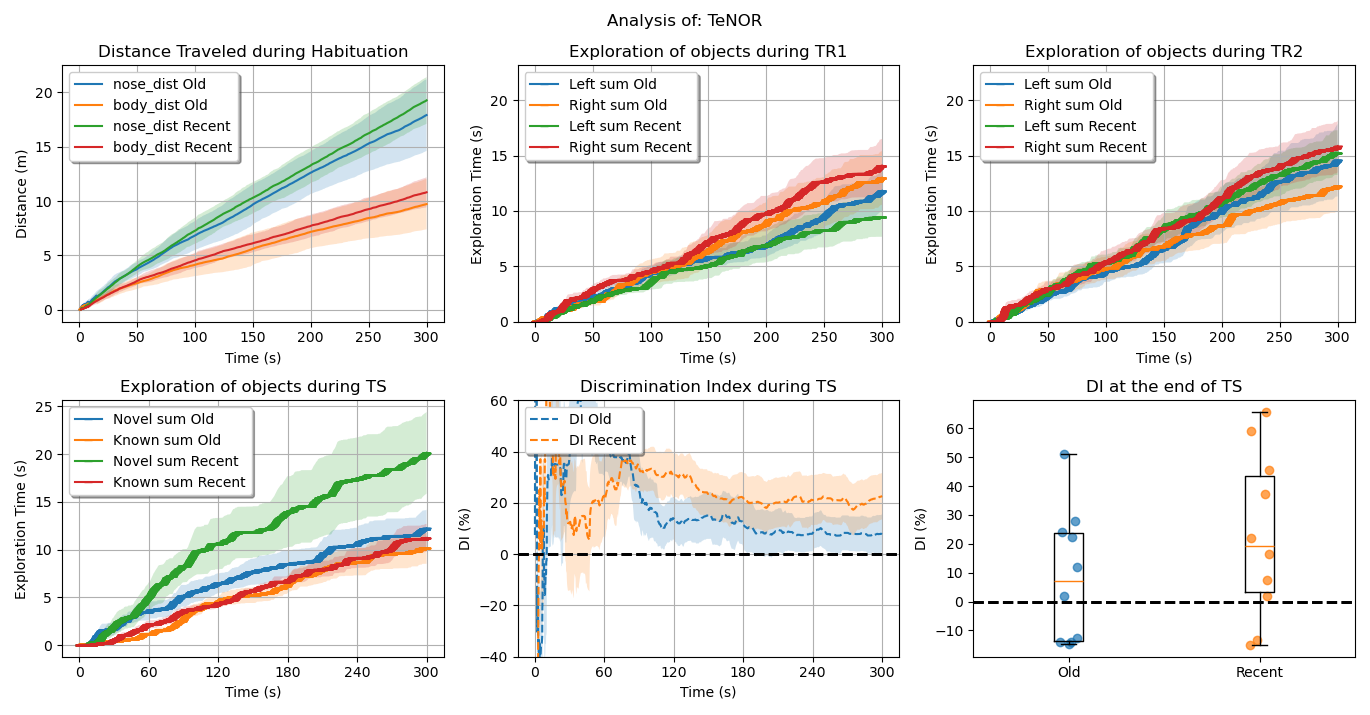 Analysis of: TeNOR
Distance Traveled during Habituation
nose_dist Old
body_dist Old
nose_dist Recent
body_dist Recent
Distance (m)
20
15
10
5
0
0 50 100 150 200 250 300
Time (s)
Exploration of objects during TR1
Left sum Old
Right sum Old
Left sum Recent
Right sum Recent
Exploration Time (s)
20
15
10
5
0
0 50 100 150 200 250 300
Time (s)
Exploration of objects during TR2
Left sum Old
Right sum Old
Left sum Recent
Right sum Recent
Exploration Time (s)
20
15
10
5
0
0 50 100 150 200 250 300
Time (s)
Exploration of objects during TS
Novel sum Old
Known sum Old
Novel sum Recent
Known sum Recent
Exploration Time (s)
25
20
15
10
5
0
0 60 120 180 240 300
Time (s)
Discrimination Index during TS
DI Old
DI Recent
DI (%)
60
40
20
0
−20
−40
0 60 120 180 240 300
Time (s)
DI at the end of TS
DI (%)
60
50
40
30
20
10
0
−10
Old Recent